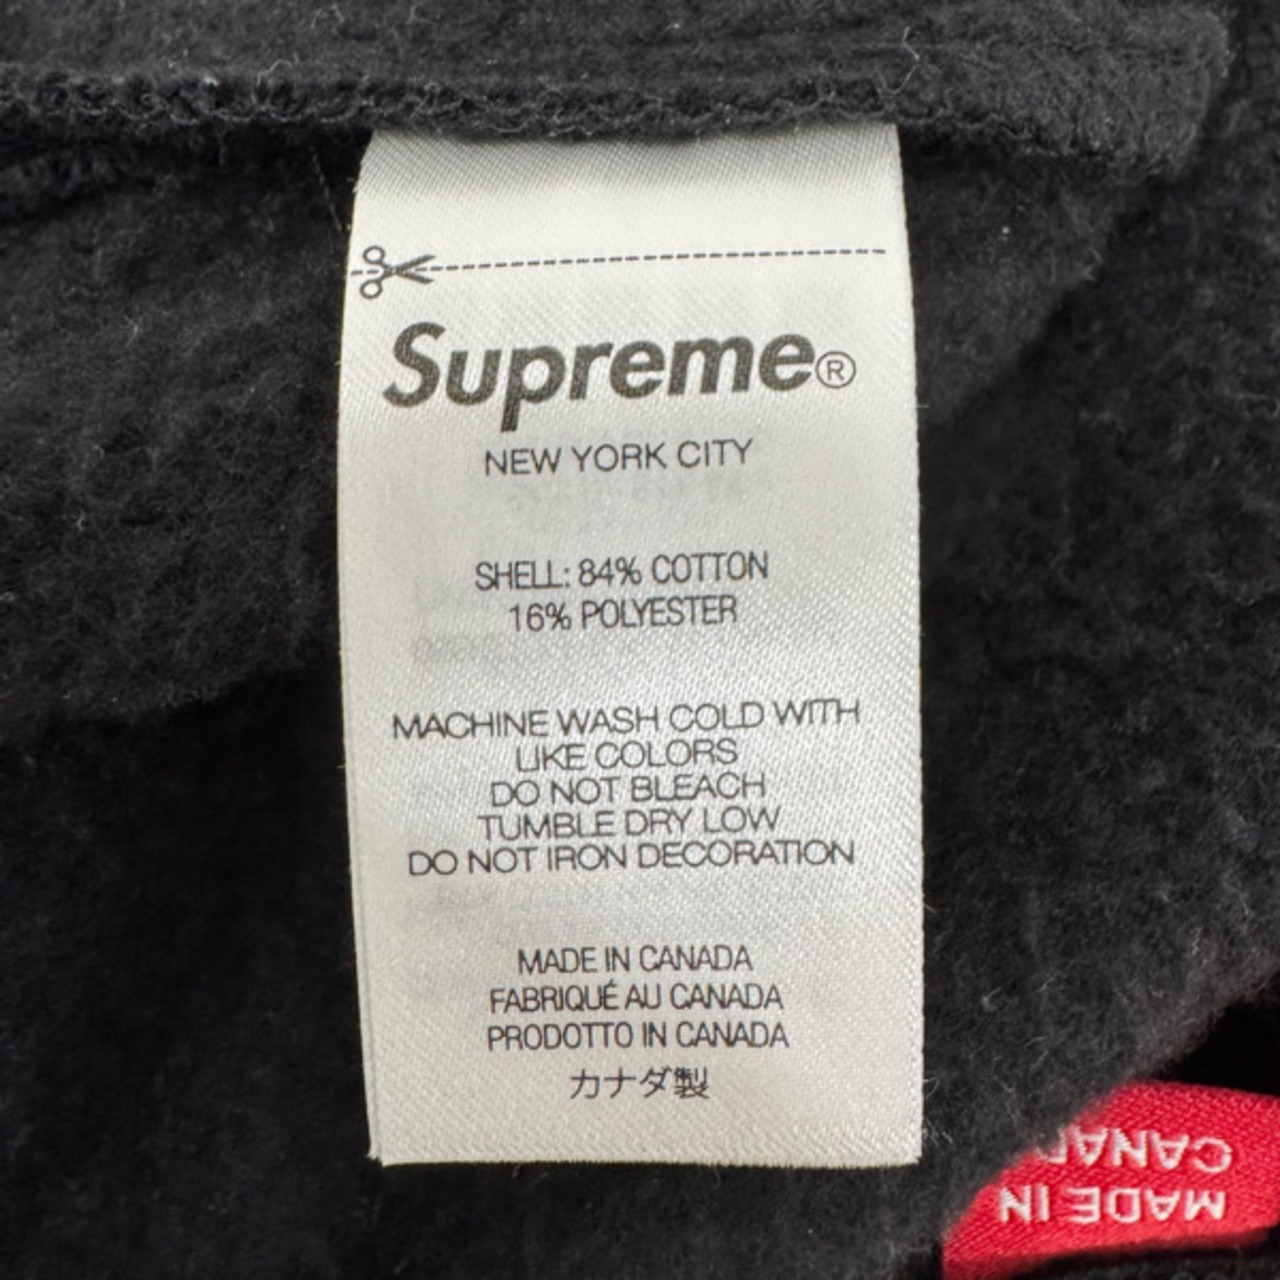 Supreme®
NEW YORK CITY
SHELL: 84% COTTON
16% POLYESTER
MACHINE WASH COLD WITH
LIKE COLORS
DO NOT BLEACH
TUMBLE DRY LOW
DO NOT IRON DECORATION
MADE IN CANADA
FABRIQUÉ AU CANADA
PRODOTTO IN CANADA
カナダ製
MADE IN